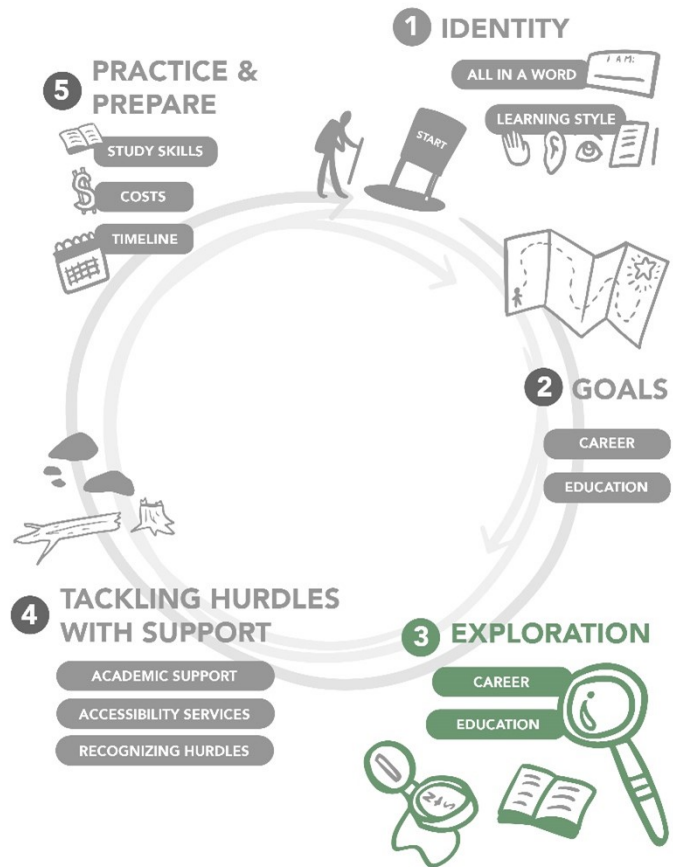 1 IDENTITY
ALL IN A WORD
I AM:
LEARNING STYLE
START
5 PRACTICE &
PREPARE
STUDY SKILLS
$
COSTS
TIMELINE
2 GOALS
CAREER
EDUCATION
3 EXPLORATION
CAREER
EDUCATION
4 TACKLING HURDLES
WITH SUPPORT
ACADEMIC SUPPORT
ACCESSIBILITY SERVICES
RECOGNIZING HURDLES